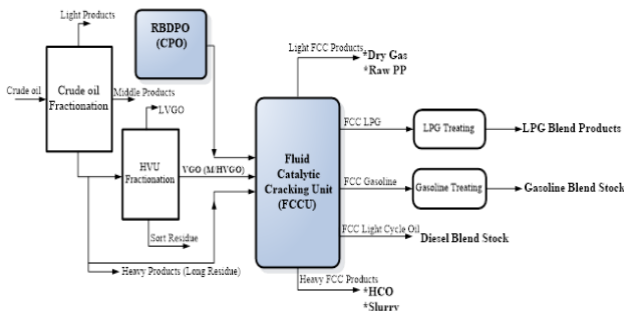 Light Products
RBDPO
(CPO)
Light FCC Products
*Dry Gas
*Raw PP
Crude oil
Crude oil
Fractionation
Middle Products
LVGO
HVU
Fractionation
VGO (M/HVGO)
Sort Residue
Heavy Products (Long Residue)
Fluid
Catalytic
Cracking Unit
(FCCU)
FCC LPG
LPG Treating
LPG Blend Products
FCC Gasoline
Gasoline Treating
Gasoline Blend Stock
FCC Light Cycle Oil
Diesel Blend Stock
Heavy FCC Products
*HCO
*Slurry